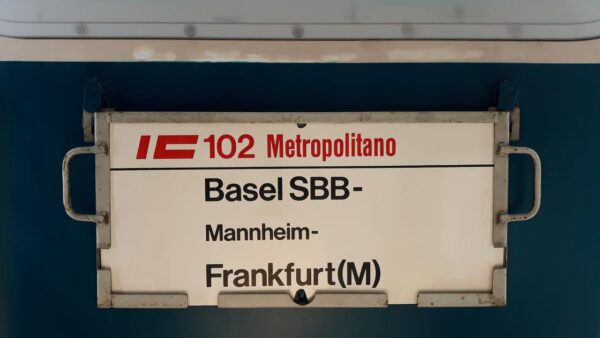 IC 102 Metropolitano
Basel SBB-
Mannheim-
Frankfurt(M)